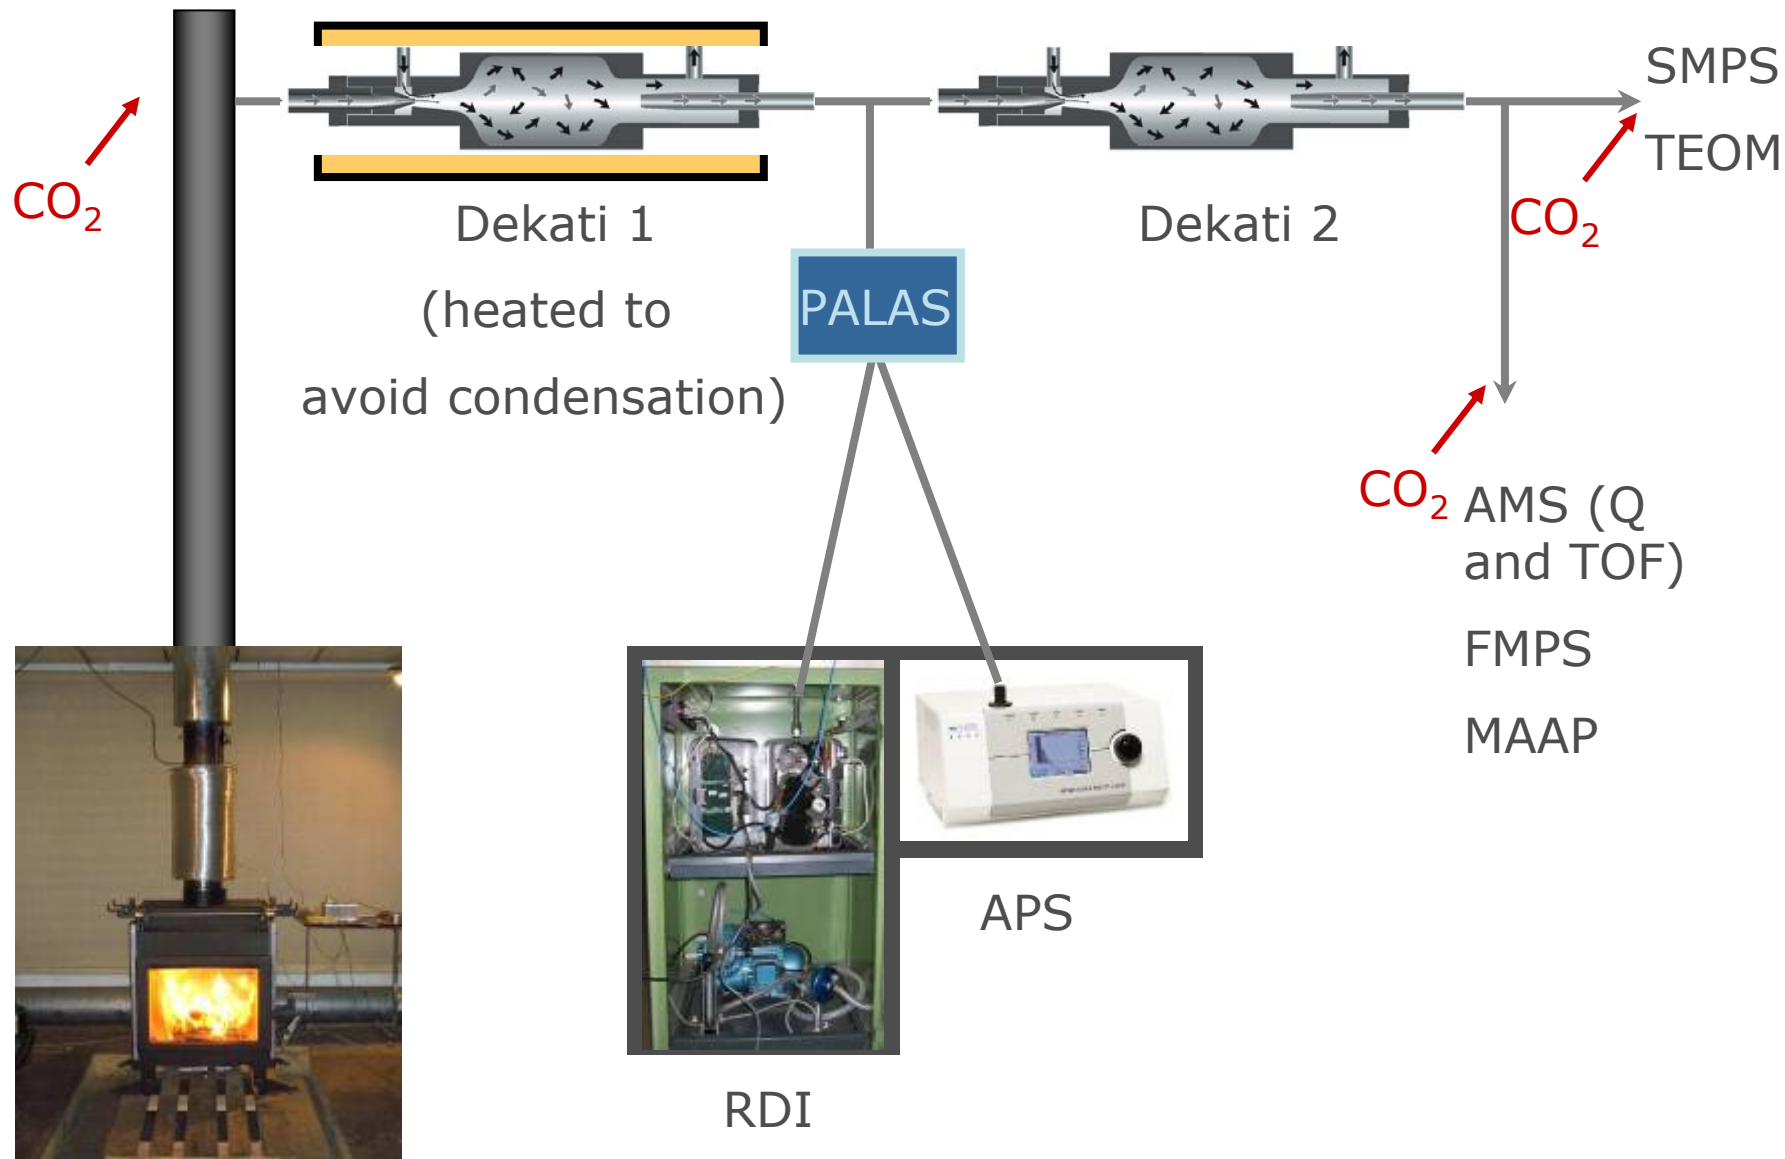 SMPS
TEOM
CO₂
CO₂
Dekati 1
(heated to
avoid condensation)
Dekati 2
PALAS
CO₂
AMS (Q
and TOF)
FMPS
MAAP
APS
RDI